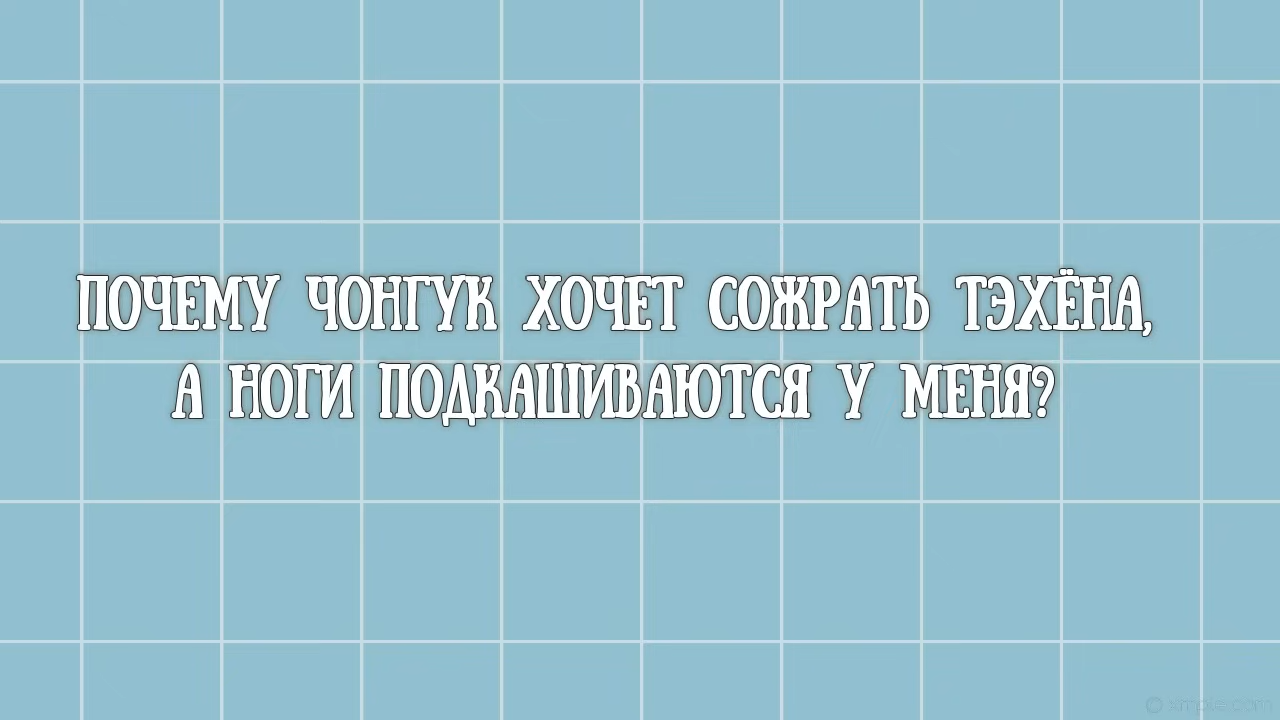 ПОЧЕМУ ЧОНГУК ХОЧЕТ СОЖРАТЬ ТЭХЁНА,
А НОГИ ПОДКАШИВАЮТСЯ У МЕНЯ?